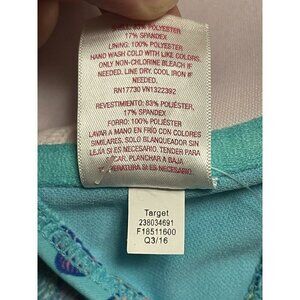 SHELL: 83% POLYESTER
17% SPANDEX
LINING: 100% POLYESTER
HAND WASH COLD WITH LIKE COLORS.
ONLY NON-CHLORINE BLEACH IF
NEEDED. LINE DRY. COOL IRON IF
NEEDED.
RN17730 VN1322392
REVESTIMIENTO: 83% POLIÉSTER,
17% SPANDEX
FORRO: 100% POLIÉSTER
LAVAR A MANO EN FRÍO CON COLORES
SIMILARES. SOLO BLANQUEADOR SIN
LEJÍA SI ES NECESARIO. TENDER PARA
SECAR. PLANCHAR A BAJA
TEMPERATURA SI ES NECESARIO.
Target
238034691
F18511600
Q3/16